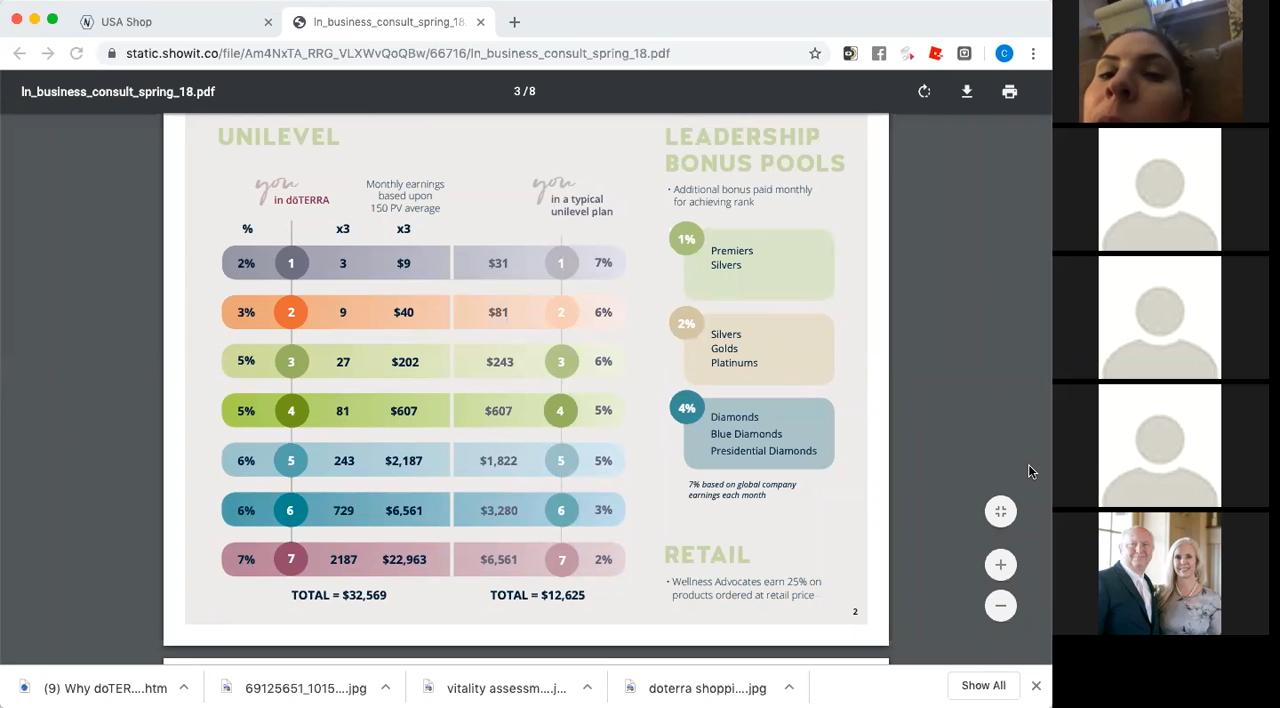 USA Shop
ln_business_consult_spring_18.
static.showit.co/file/Am4NxTA_RRG_VLXWvQoQBw/66716/ln_business_consult_spring_18.pdf
C
ln_business_consult_spring_18.pdf
3 / 8
UNILEVEL
you
in dōTERRA
Monthly earnings
based upon
150 PV average
you
in a typical
unilevel plan
% x3 x3
2% 1 3 $9 $31 1 7%
3% 2 9 $40 $81 2 6%
5% 3 27 $202 $243 3 6%
5% 4 81 $607 $607 4 5%
6% 5 243 $2,187 $1,822 5 5%
6% 6 729 $6,561 $3,280 6 3%
7% 7 2187 $22,963 $6,561 7 2%
TOTAL = $32,569 TOTAL = $12,625
LEADERSHIP
BONUS POOLS
• Additional bonus paid monthly
for achieving rank
1%
Premiers
Silvers
2%
Silvers
Golds
Platinums
4%
Diamonds
Blue Diamonds
Presidential Diamonds
7% based on global company
earnings each month
RETAIL
• Wellness Advocates earn 25% on
products ordered at retail price
2
(9) Why doTER....htm
69125651_1015....jpg
vitality assessm....j...
doterra shoppi....jpg
Show All